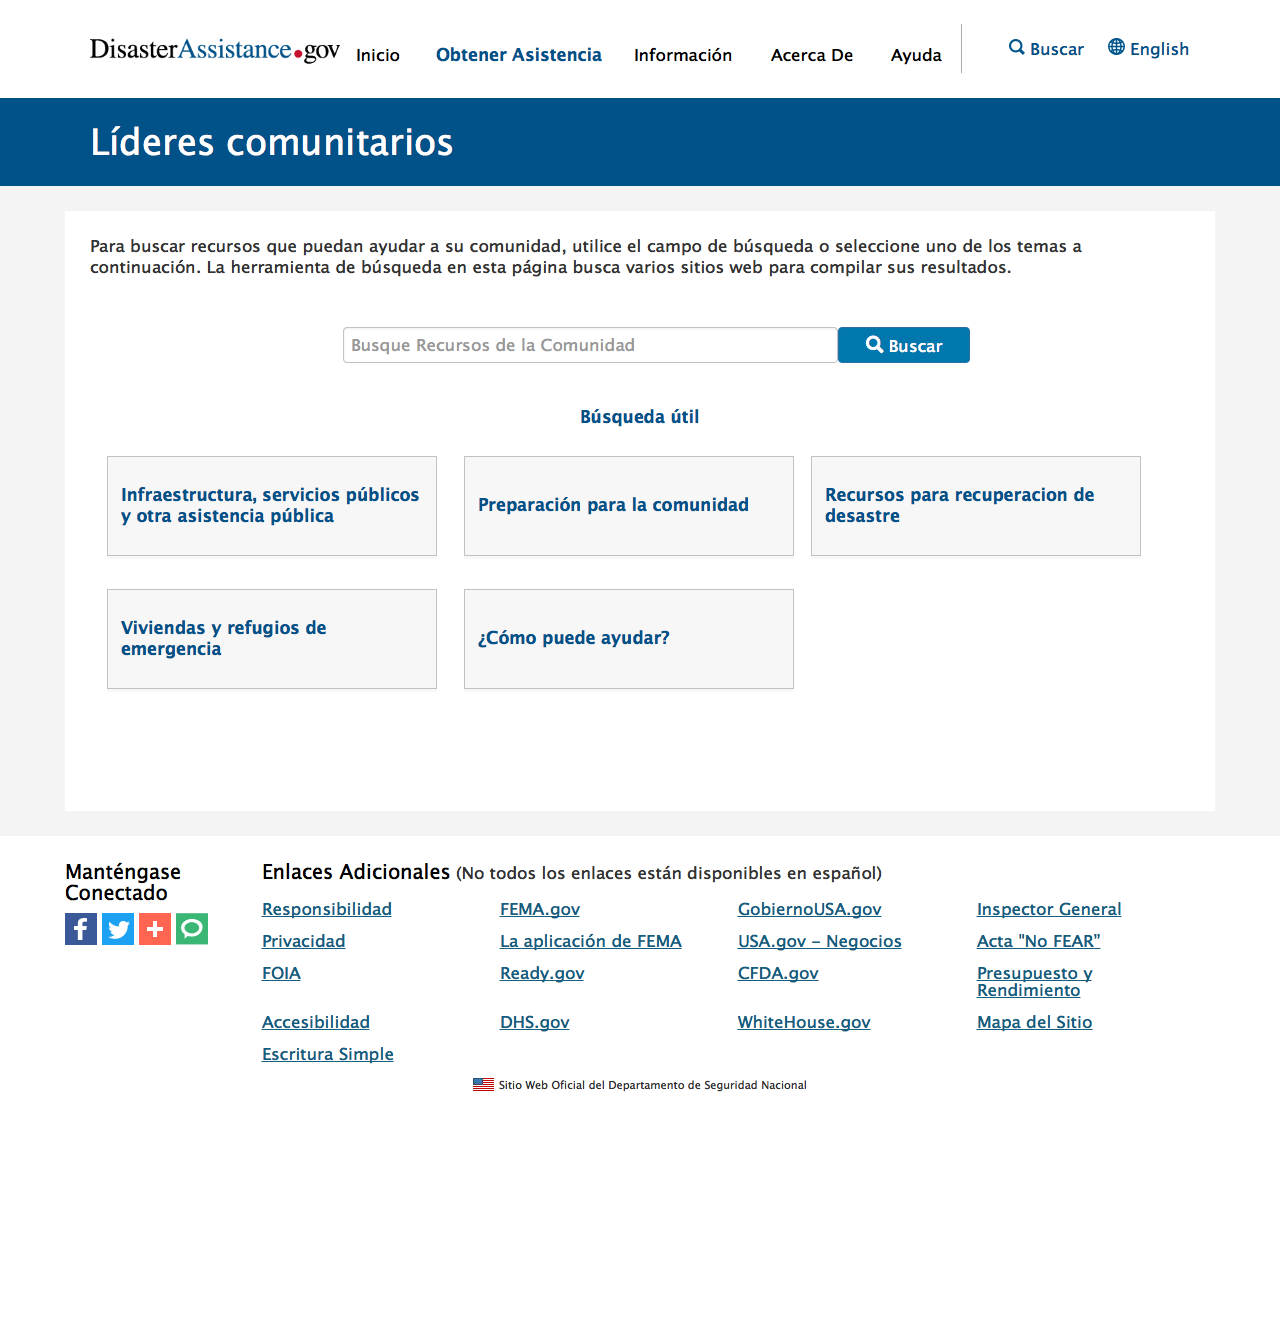 DisasterAssistance.gov
Inicio Obtener Asistencia Información Acerca De Ayuda Buscar English
Líderes comunitarios
Para buscar recursos que puedan ayudar a su comunidad, utilice el campo de búsqueda o seleccione uno de los temas a
continuación. La herramienta de búsqueda en esta página busca varios sitios web para compilar sus resultados.
Busque Recursos de la Comunidad Buscar
Búsqueda útil
Infraestructura, servicios públicos
y otra asistencia pública
Preparación para la comunidad
Recursos para recuperacion de
desastre
Viviendas y refugios de
emergencia
¿Cómo puede ayudar?
Manténgase
Conectado
Enlaces Adicionales (No todos los enlaces están disponibles en español)
Responsibilidad FEMA.gov GobiernoUSA.gov Inspector General
Privacidad La aplicación de FEMA USA.gov – Negocios Acta "No FEAR”
FOIA Ready.gov CFDA.gov Presupuesto y
Rendimiento
Accesibilidad DHS.gov WhiteHouse.gov Mapa del Sitio
Escritura Simple
Sitio Web Oficial del Departamento de Seguridad Nacional